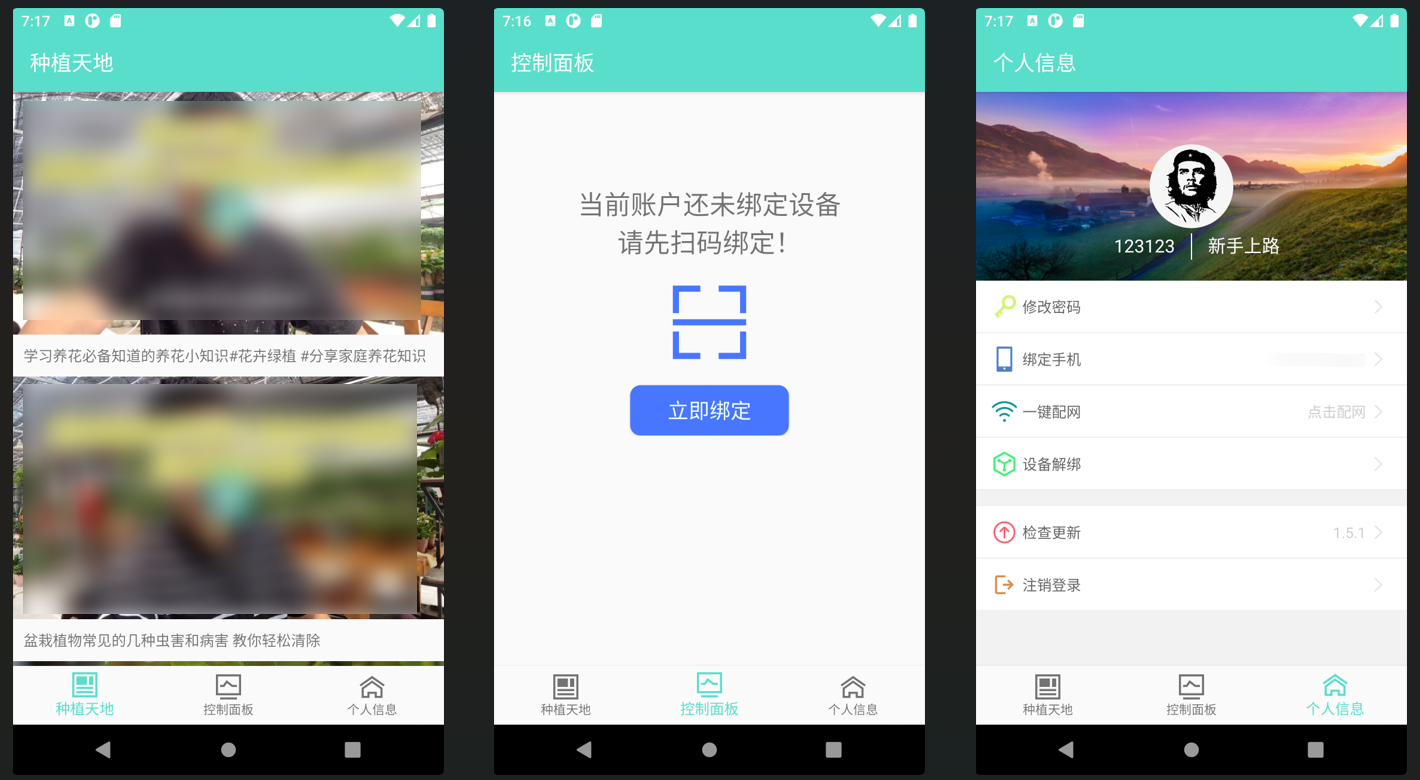 7:17
种植天地
学习养花必备知道的养花小知识#花卉绿植 #分享家庭养花知识
盆栽植物常见的几种虫害和病害 教你轻松清除
种植天地
控制面板
个人信息
7:16
控制面板
当前账户还未绑定设备
请先扫码绑定!
立即绑定
种植天地
控制面板
个人信息
7:17
个人信息
123123
新手上路
修改密码
绑定手机
一键配网
点击配网
设备解绑
检查更新
1.5.1
注销登录
种植天地
控制面板
个人信息